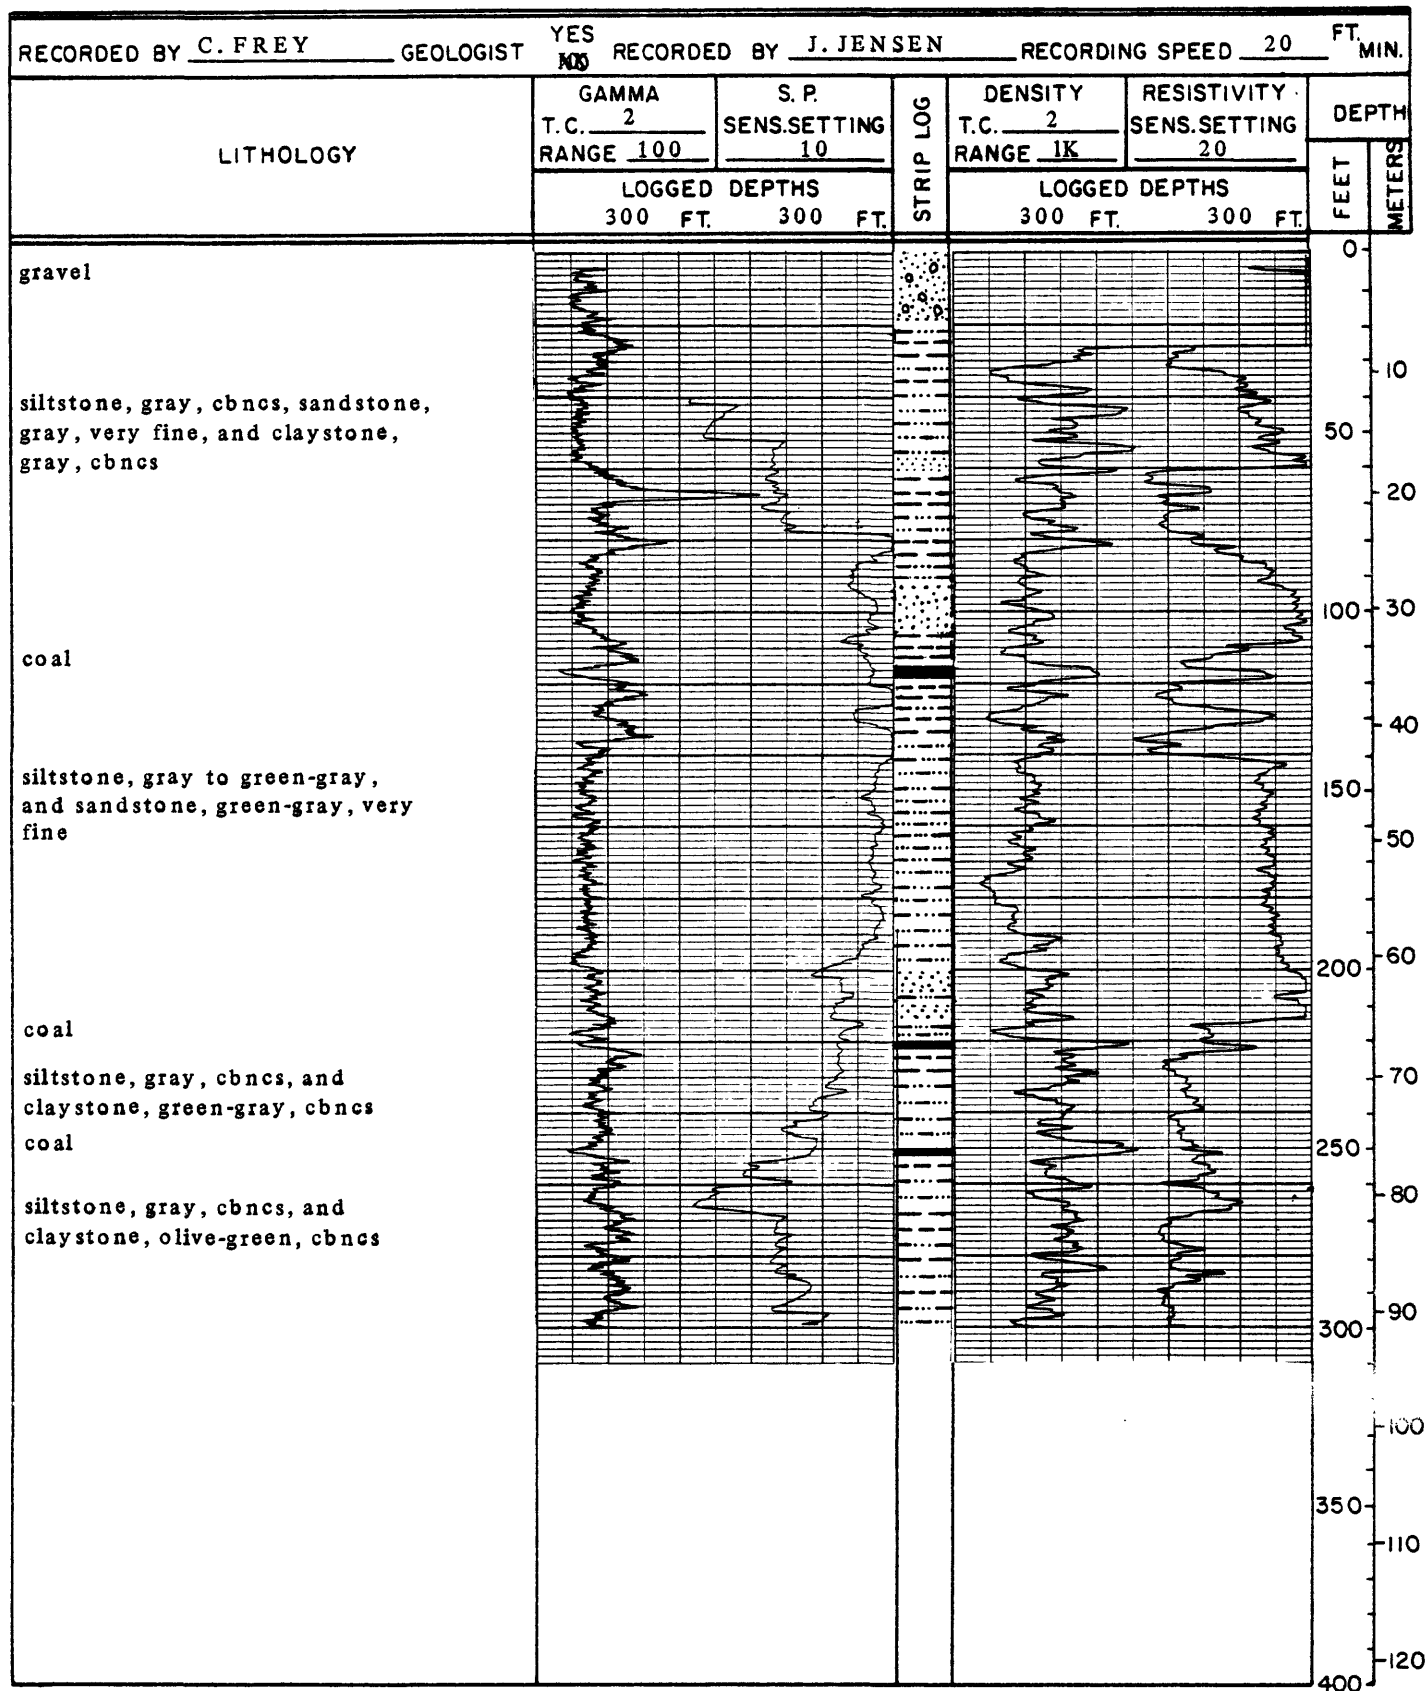 RECORDED BY C. FREY GEOLOGIST YES NO RECORDED BY J. JENSEN RECORDING SPEED 20 FT. MIN.
LITHOLOGY
GAMMA
T.C. 2
RANGE 100
S. P.
SENS.SETTING
10
LOGGED DEPTHS
300 FT. 300 FT.
STRIP LOG
DENSITY
T.C. 2
RANGE 1K
RESISTIVITY
SENS.SETTING
20
LOGGED DEPTHS
300 FT. 300 FT.
DEPTH
FEET
METERS
gravel
siltstone, gray, cbncs, sandstone,
gray, very fine, and claystone,
gray, cbncs
coal
siltstone, gray to green-gray,
and sandstone, green-gray, very
fine
coal
siltstone, gray, cbncs, and
claystone, green-gray, cbncs
coal
siltstone, gray, cbncs, and
claystone, olive-green, cbncs
0
10
50
20
100
30
40
150
50
200
60
70
250
80
90
300
100
350
110
120
400